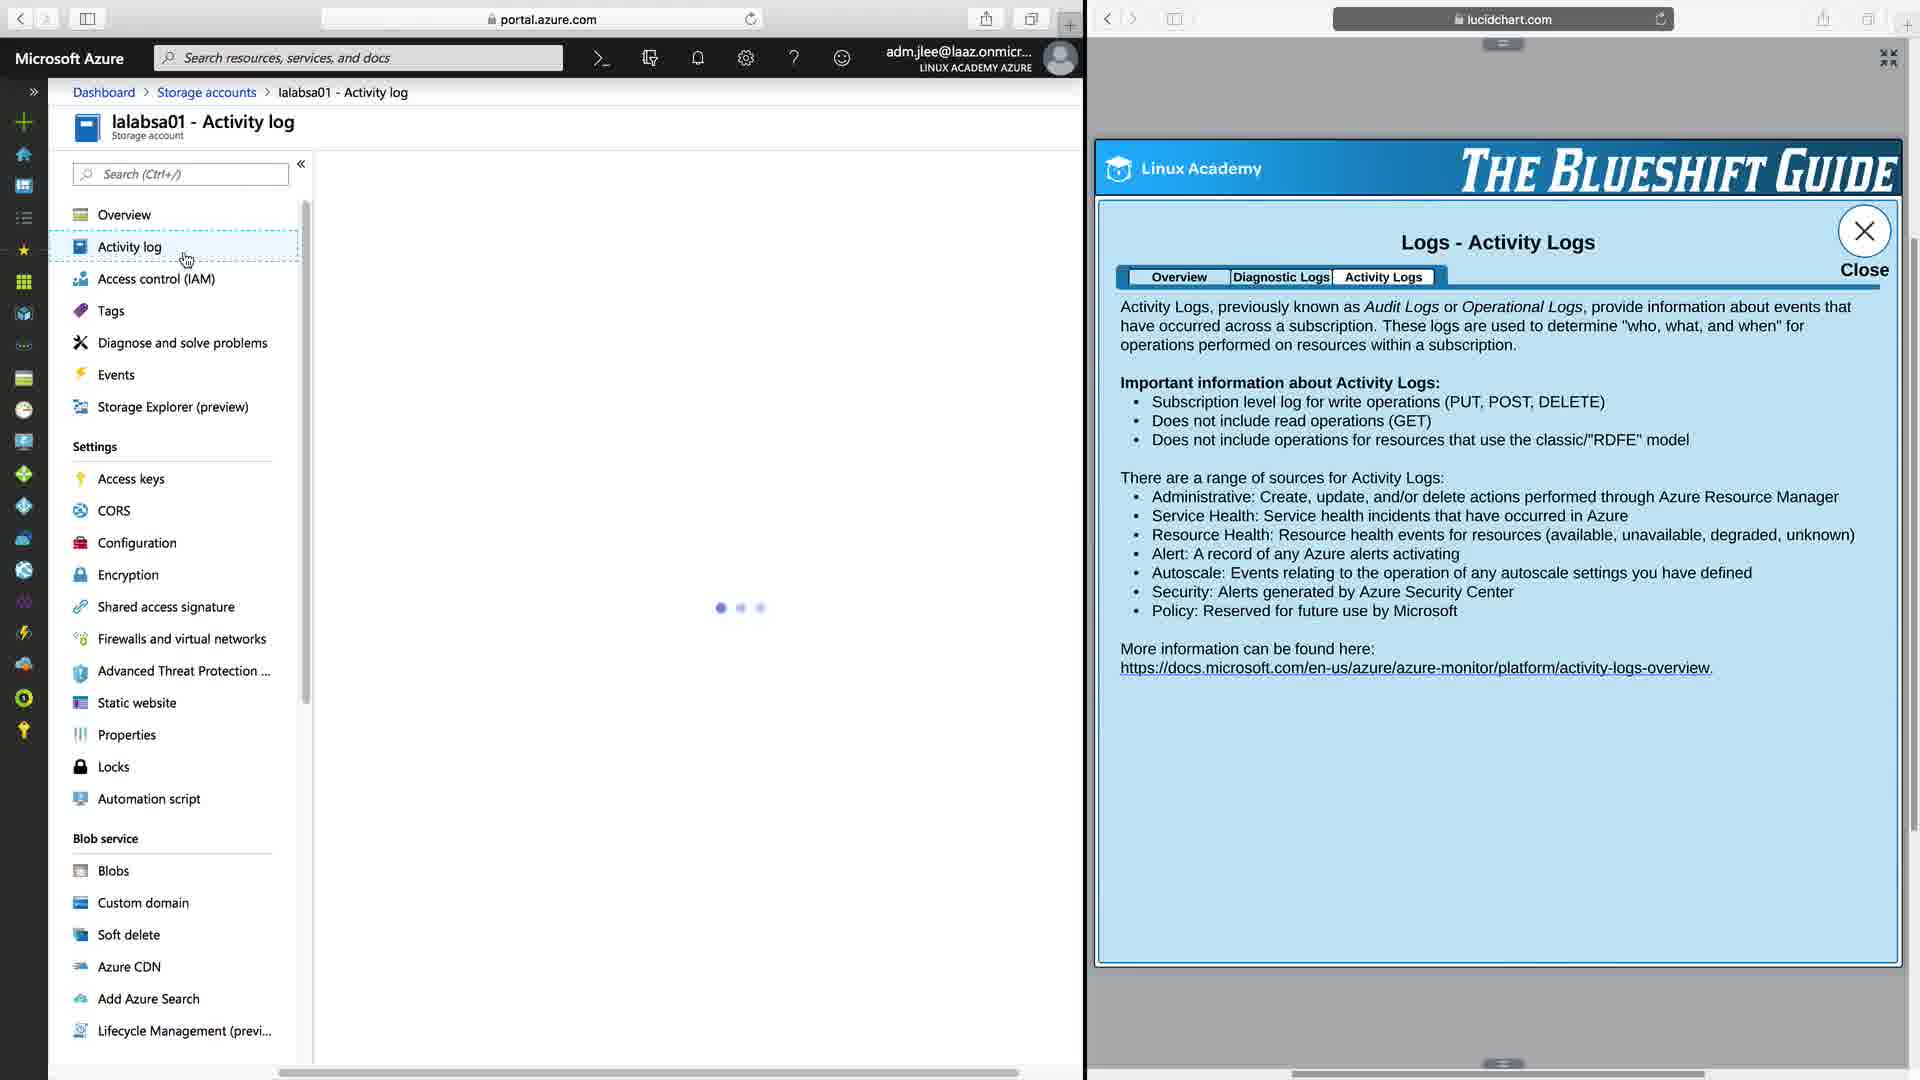 portal.azure.com
Microsoft Azure
Search resources, services, and docs
adm.jlee@laaz.onmicr...
LINUX ACADEMY AZURE
Dashboard > Storage accounts > lalabsa01 - Activity log
lalabsa01 - Activity log
Storage account
Search (Ctrl+/)
Overview
Activity log
Access control (IAM)
Tags
Diagnose and solve problems
Events
Storage Explorer (preview)
Settings
Access keys
CORS
Configuration
Encryption
Shared access signature
Firewalls and virtual networks
Advanced Threat Protection ...
Static website
Properties
Locks
Automation script
Blob service
Blobs
Custom domain
Soft delete
Azure CDN
Add Azure Search
Lifecycle Management (previ...
lucidchart.com
Linux Academy
THE BLUESHIFT GUIDE
Logs - Activity Logs
Close
Overview Diagnostic Logs Activity Logs
Activity Logs, previously known as Audit Logs or Operational Logs, provide information about events that
have occurred across a subscription. These logs are used to determine "who, what, and when" for
operations performed on resources within a subscription.
Important information about Activity Logs:
• Subscription level log for write operations (PUT, POST, DELETE)
• Does not include read operations (GET)
• Does not include operations for resources that use the classic/"RDFE" model
There are a range of sources for Activity Logs:
• Administrative: Create, update, and/or delete actions performed through Azure Resource Manager
• Service Health: Service health incidents that have occurred in Azure
• Resource Health: Resource health events for resources (available, unavailable, degraded, unknown)
• Alert: A record of any Azure alerts activating
• Autoscale: Events relating to the operation of any autoscale settings you have defined
• Security: Alerts generated by Azure Security Center
• Policy: Reserved for future use by Microsoft
More information can be found here:
https://docs.microsoft.com/en-us/azure/azure-monitor/platform/activity-logs-overview.